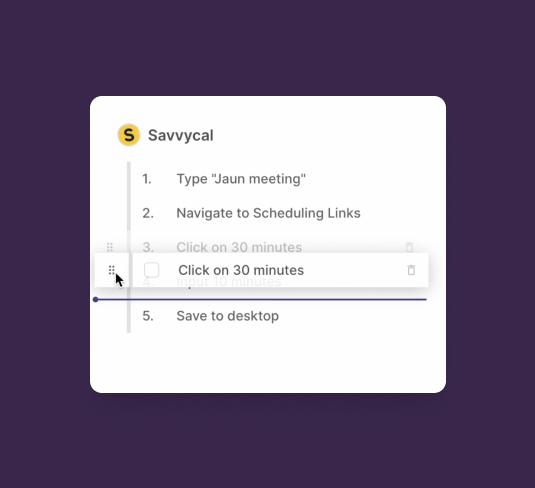 S Savvycal
1. Type "Jaun meeting"
2. Navigate to Scheduling Links
3. Click on 30 minutes
Click on 30 minutes
4. Input 10 minutes
5. Save to desktop